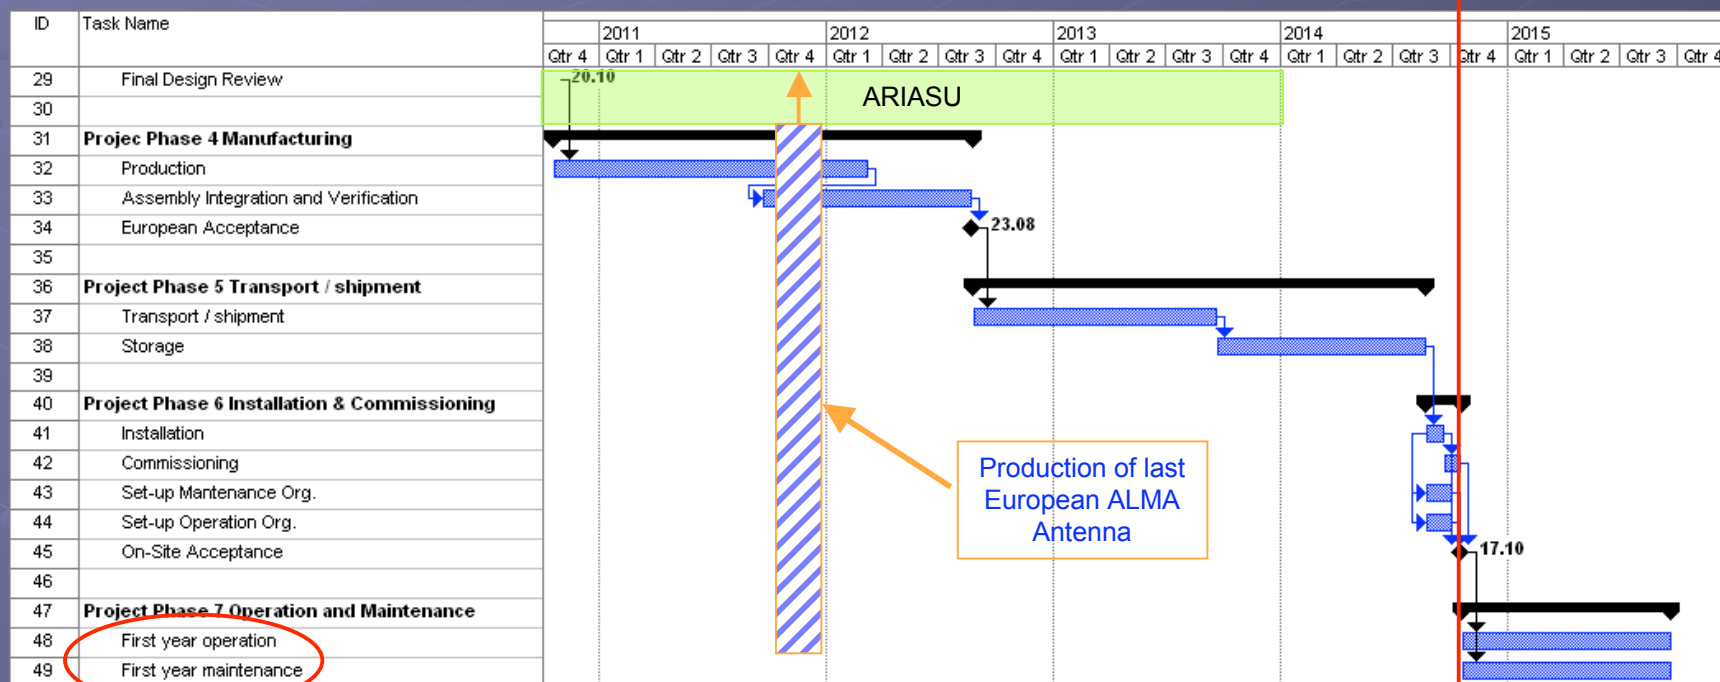 ID Task Name
2011 2012 2013 2014 2015
Qtr 4 Qtr 1 Qtr 2 Qtr 3 Qtr 4 Qtr 1 Qtr 2 Qtr 3 Qtr 4 Qtr 1 Qtr 2 Qtr 3 Qtr 4 Qtr 1 Qtr 2 Qtr 3 Qtr 4 Qtr 1 Qtr 2 Qtr 3 Qtr 4
29 Final Design Review 20.10
ARIASU
30
31 Projec Phase 4 Manufacturing
32 Production
33 Assembly Integration and Verification
34 European Acceptance 23.08
35
36 Project Phase 5 Transport / shipment
37 Transport / shipment
38 Storage
39
40 Project Phase 6 Installation & Commissioning
41 Installation
42 Commissioning
43 Set-up Mantenance Org.
44 Set-up Operation Org.
45 On-Site Acceptance 17.10
46
47 Project Phase 7 Operation and Maintenance
48 First year operation
49 First year maintenance
Production of last
European ALMA
Antenna